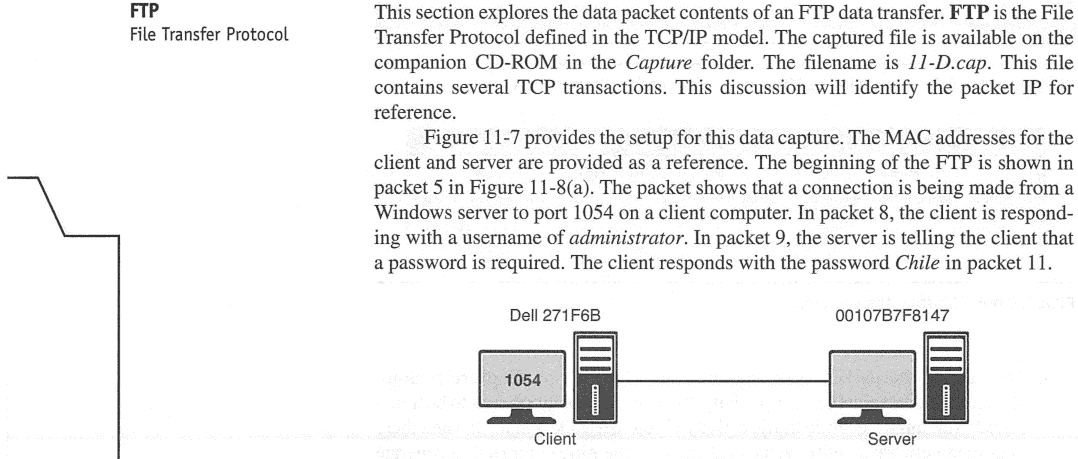 FTP
File Transfer Protocol
This section explores the data packet contents of an FTP data transfer. FTP is the File
Transfer Protocol defined in the TCP/IP model. The captured file is available on the
companion CD-ROM in the Capture folder. The filename is 11-D.cap. This file
contains several TCP transactions. This discussion will identify the packet IP for
reference.
Figure 11-7 provides the setup for this data capture. The MAC addresses for the
client and server are provided as a reference. The beginning of the FTP is shown in
packet 5 in Figure 11-8(a). The packet shows that a connection is being made from a
Windows server to port 1054 on a client computer. In packet 8, the client is respond-
ing with a username of administrator. In packet 9, the server is telling the client that
a password is required. The client responds with the password Chile in packet 11.
Dell 271F6B
00107B7F8147
1054
Client
Server